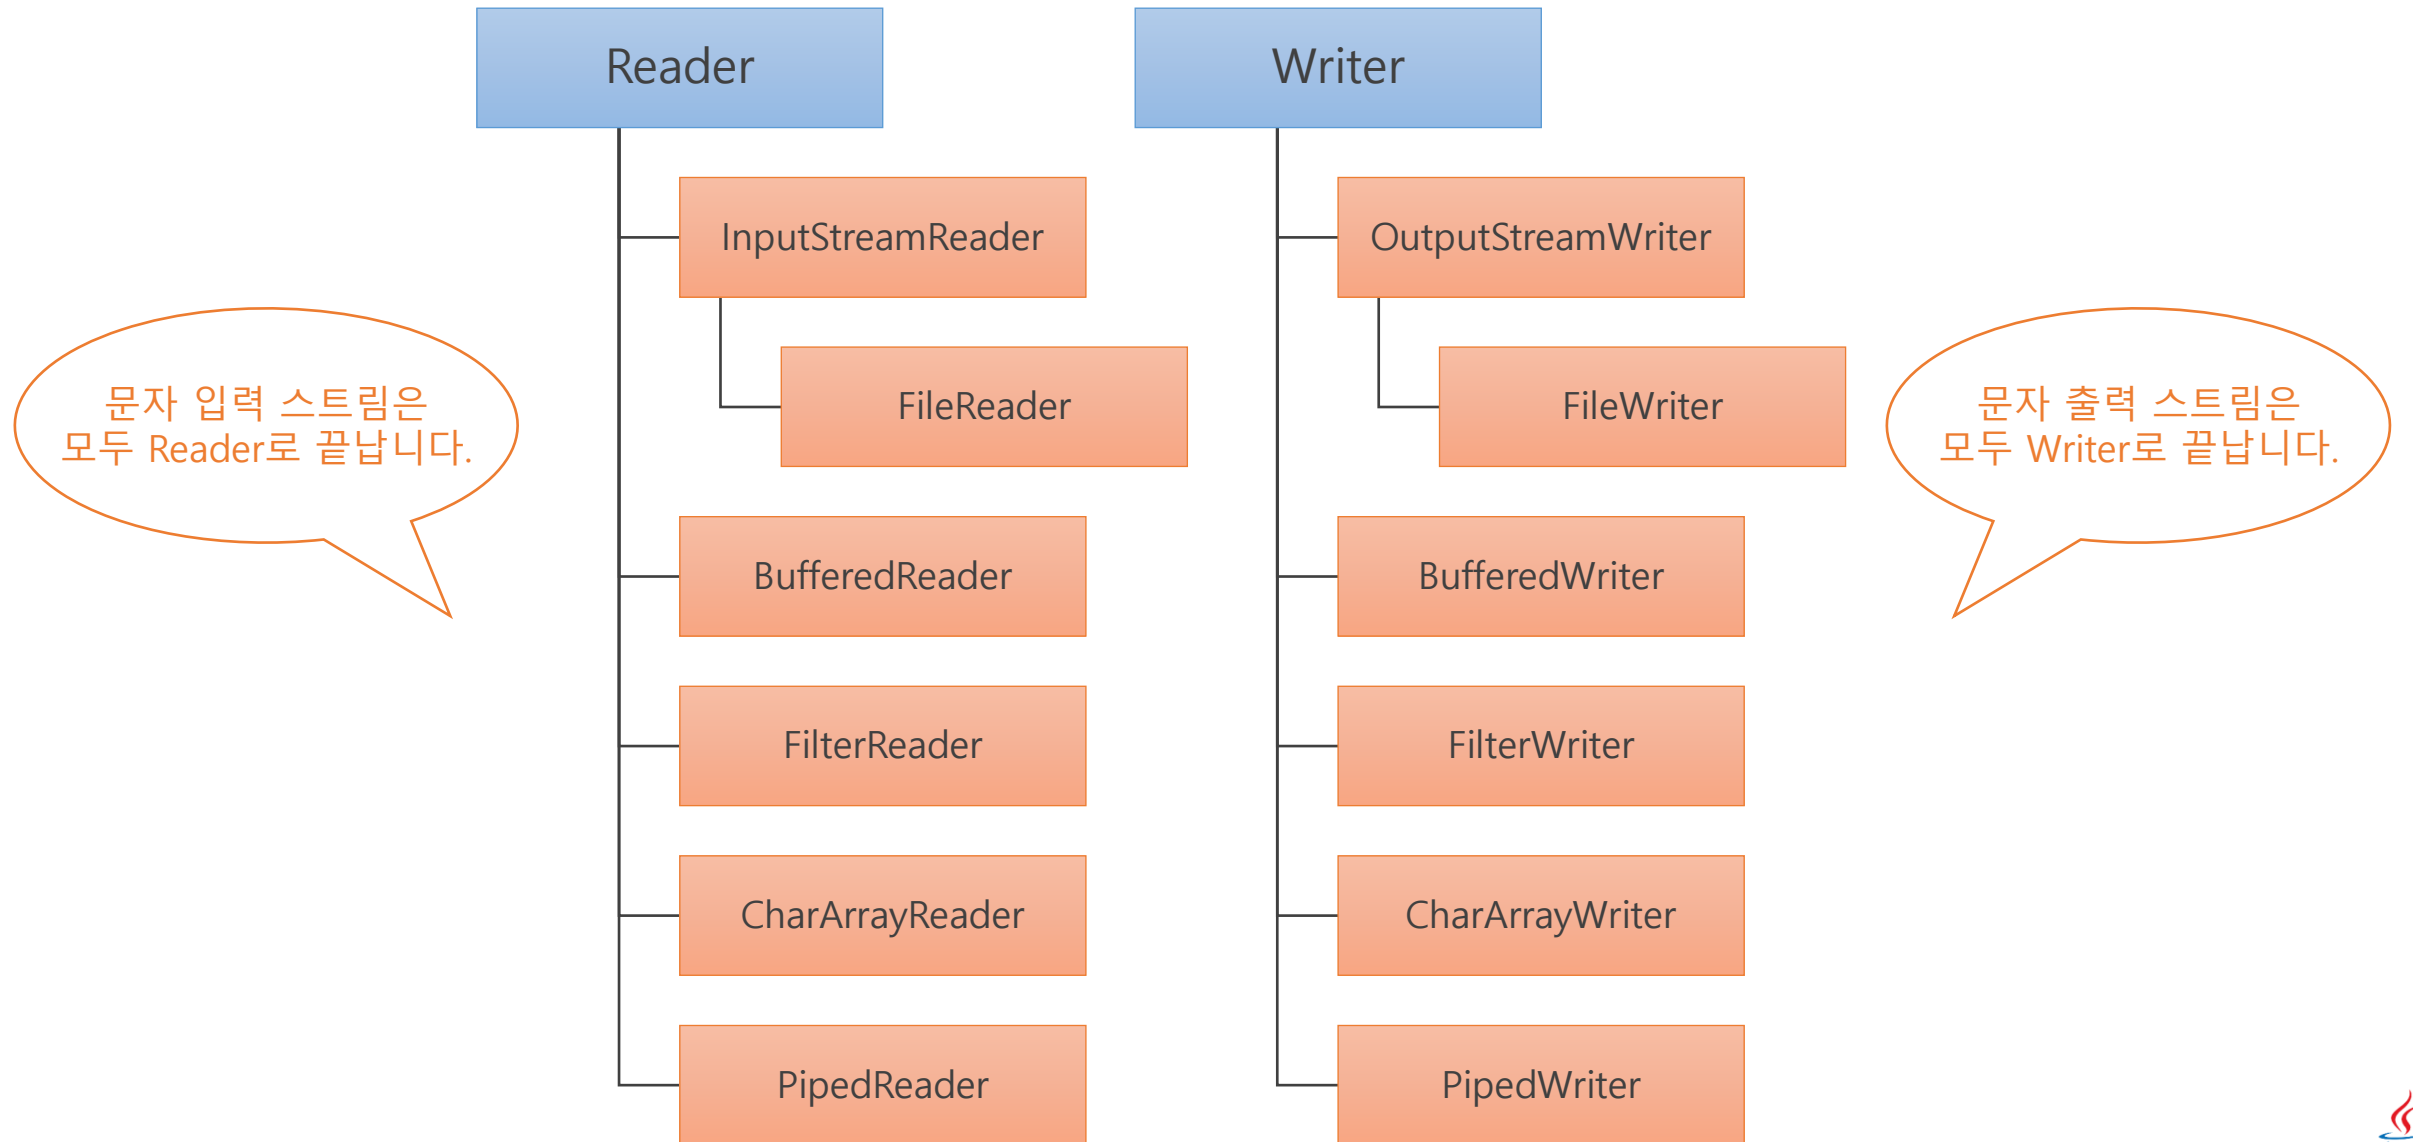 Reader
Writer
InputStreamReader
OutputStreamWriter
FileReader
FileWriter
문자 입력 스트림은
모두 Reader로 끝납니다.
문자 출력 스트림은
모두 Writer로 끝납니다.
BufferedReader
BufferedWriter
FilterReader
FilterWriter
CharArrayReader
CharArrayWriter
PipedReader
PipedWriter